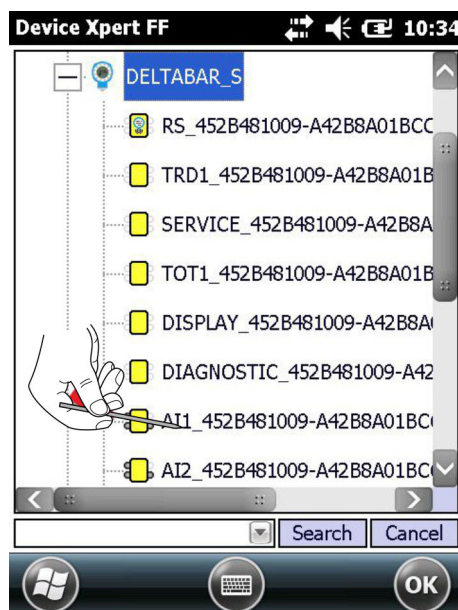 Device Xpert FF 10:34
DELTABAR_S
RS_452B481009-A42B8A01BCC
TRD1_452B481009-A42B8A01B
SERVICE_452B481009-A42B8A
TOT1_452B481009-A42B8A01B
DISPLAY_452B481009-A42B8A
DIAGNOSTIC_452B481009-A42
AI1_452B481009-A42B8A01BC
AI2_452B481009-A42B8A01BC
Search Cancel
OK